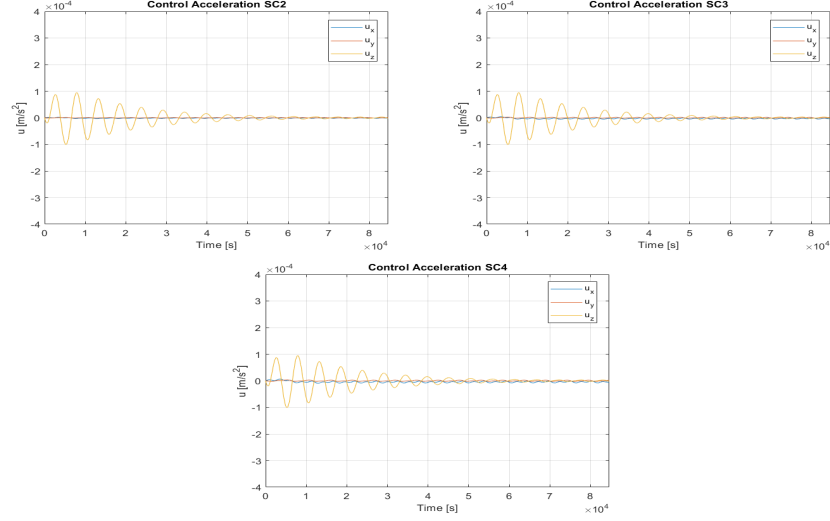 Control Acceleration SC2
×10⁻⁴
4
3
2
1
0
-1
-2
-3
-4
u [m/s²]
0 1 2 3 4 5 6 7 8
×10⁴
Time [s]
uₓ
u_y
u_z
Control Acceleration SC3
×10⁻⁴
4
3
2
1
0
-1
-2
-3
-4
u [m/s²]
0 1 2 3 4 5 6 7 8
×10⁴
Time [s]
uₓ
u_y
u_z
Control Acceleration SC4
×10⁻⁴
4
3
2
1
0
-1
-2
-3
-4
u [m/s²]
0 1 2 3 4 5 6 7 8
×10⁴
Time [s]
uₓ
u_y
u_z